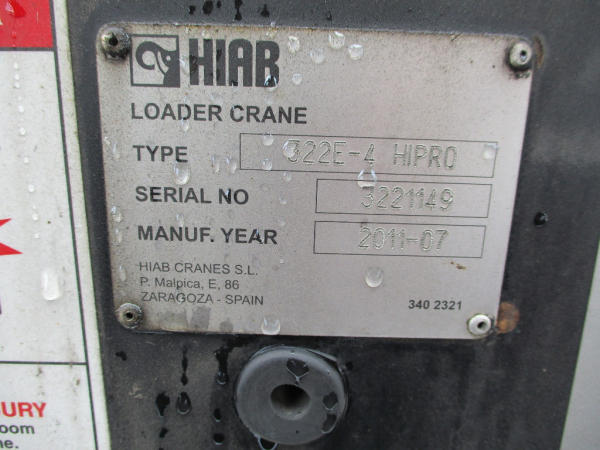 HIAB
LOADER CRANE
TYPE 322E-4 HIPRO
SERIAL NO 3221149
MANUF. YEAR 2011-07
HIAB CRANES S.L.
P. Malpica, E, 86
ZARAGOZA - SPAIN
340 2321
URY
oom
ne.